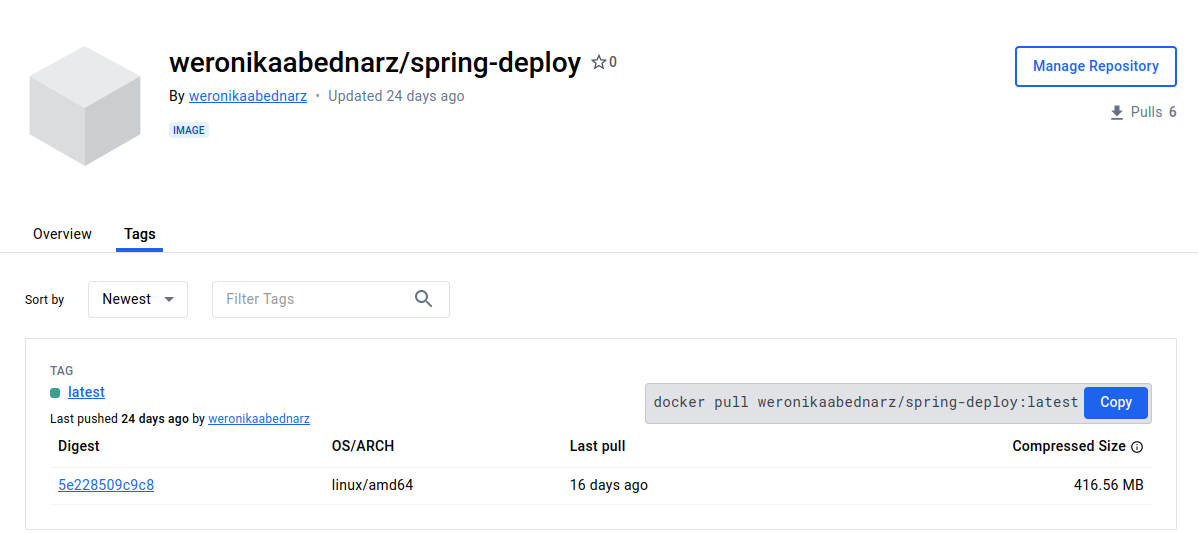 weronikaabednarz/spring-deploy ☆0
By weronikaabednarz • Updated 24 days ago
IMAGE
Manage Repository
Pulls 6
Overview Tags
Sort by Newest Filter Tags
TAG
latest
Last pushed 24 days ago by weronikaabednarz
docker pull weronikaabednarz/spring-deploy:latest Copy
Digest OS/ARCH Last pull Compressed Size
5e228509c9c8 linux/amd64 16 days ago 416.56 MB